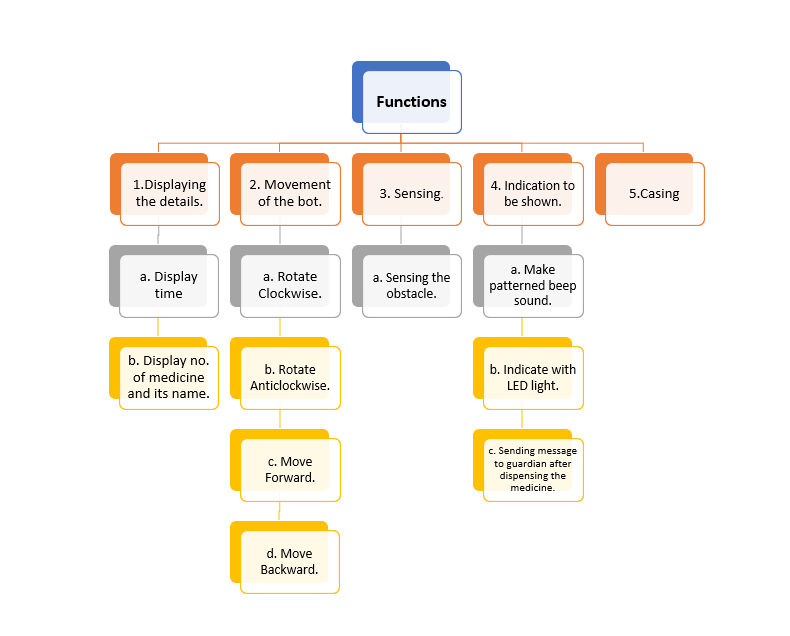 Functions
1.Displaying
the details.
2. Movement
of the bot.
3. Sensing.
4. Indication to
be shown.
5.Casing
a. Display
time
a. Rotate
Clockwise.
a. Sensing the
obstacle.
a. Make
patterned beep
sound.
b. Display no.
of medicine
and its name.
b. Rotate
Anticlockwise.
b. Indicate with
LED light.
c. Move
Forward.
c. Sending message
to guardian after
dispensing the
medicine.
d. Move
Backward.